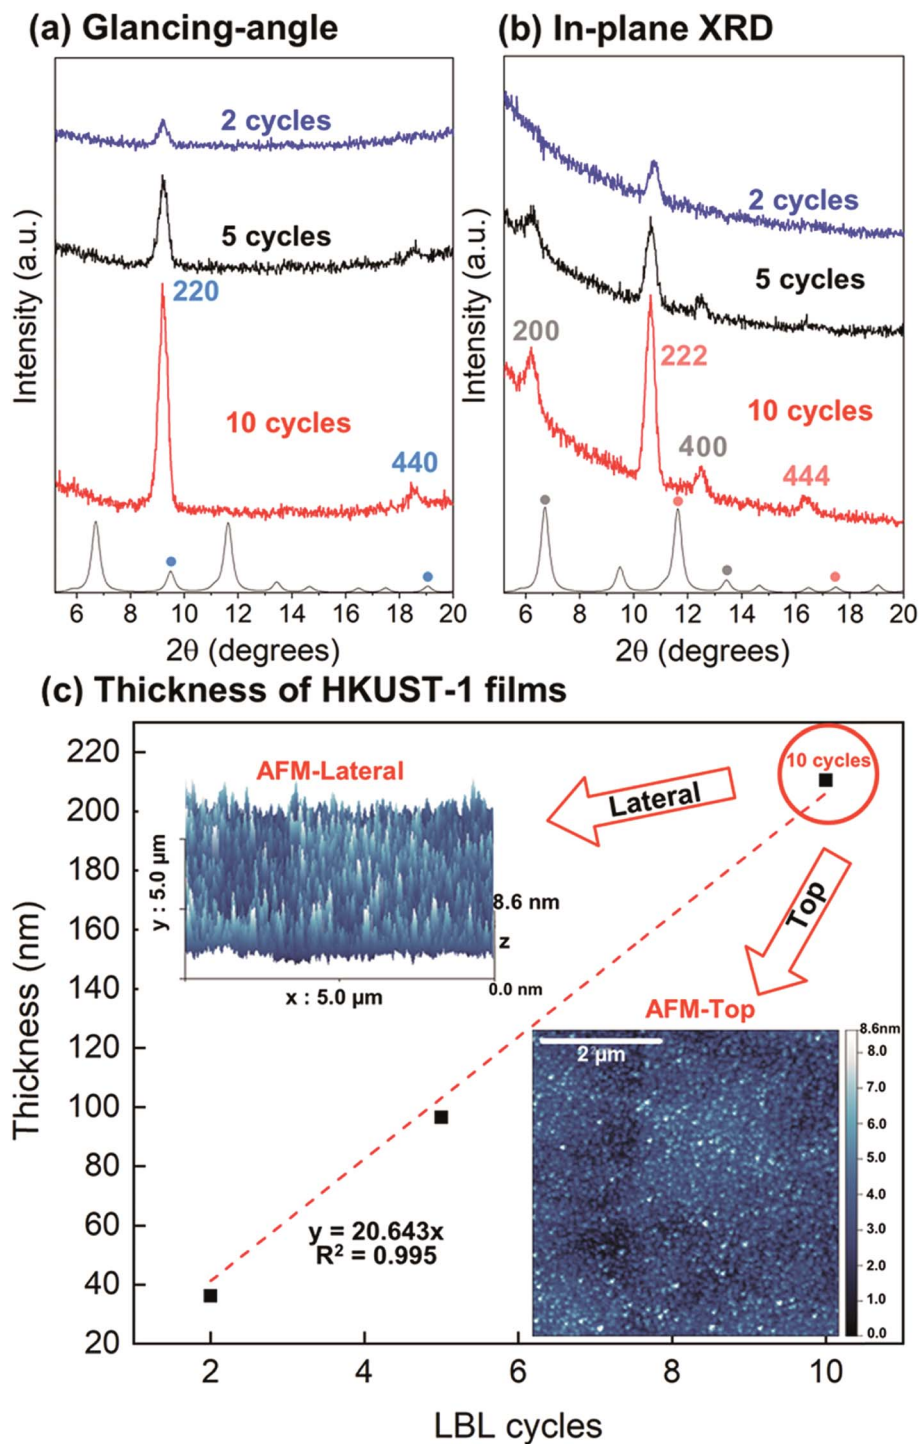 (a) Glancing-angle
(b) In-plane XRD
Intensity (a.u.)
2 cycles
5 cycles
220
10 cycles
440
6 8 10 12 14 16 18 20
2θ (degrees)
Intensity (a.u.)
2 cycles
5 cycles
200
222
10 cycles
400
444
6 8 10 12 14 16 18 20
2θ (degrees)
(c) Thickness of HKUST-1 films
Thickness (nm)
220
200
180
160
140
120
100
80
60
40
20
AFM-Lateral
y : 5.0 µm
x : 5.0 µm
8.6 nm
z
0.0 nm
Lateral
10 cycles
Top
AFM-Top
2 µm
8.6nm
8.0
7.0
6.0
5.0
4.0
3.0
2.0
1.0
0.0
y = 20.643x
R² = 0.995
2 4 6 8 10
LBL cycles